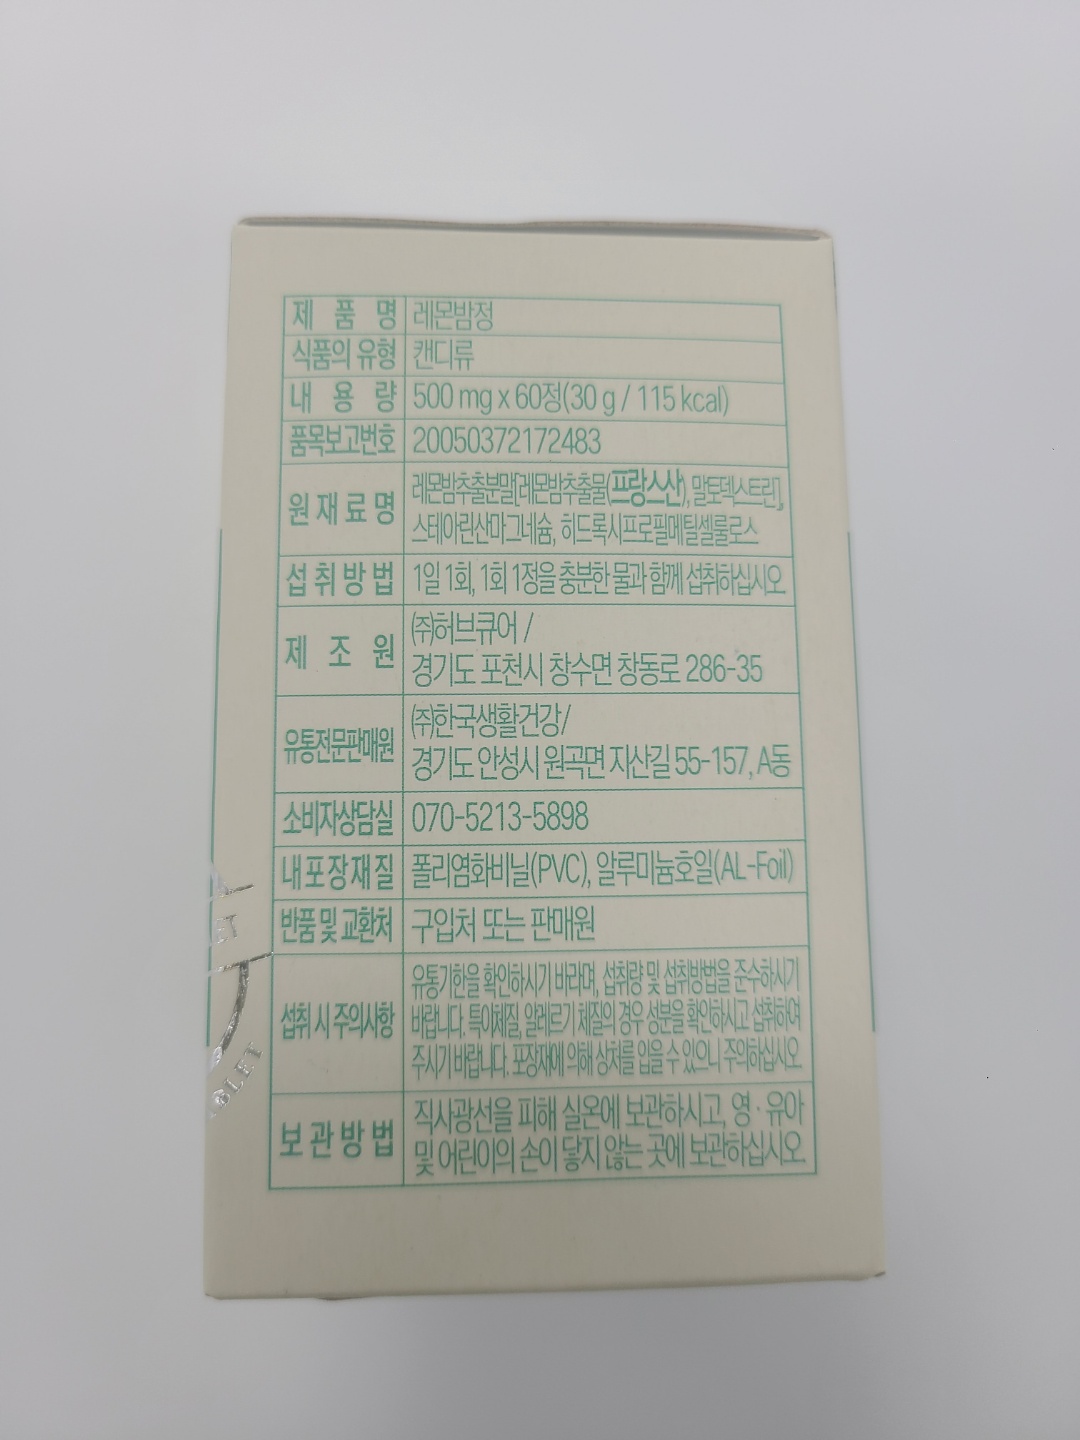 제 품 명 레몬밤정
식품의 유형 캔디류
내 용 량 500 mg x 60정(30 g / 115 kcal)
품목보고번호 20050372172483
원 재 료 명 레몬밤추출분말[레몬밤추출물(프랑스산), 말토덱스트린],
스테아린산마그네슘, 히드록시프로필메틸셀룰로스
섭 취 방 법 1일 1회, 1회 1정을 충분한 물과 함께 섭취하십시오
제 조 원 ㈜허브큐어 /
경기도 포천시 창수면 창동로 286-35
유통전문판매원 ㈜한국생활건강/
경기도 안성시 원곡면 지산길 55-157, A동
소비자상담실 070-5213-5898
내 포 장 재 질 폴리염화비닐(PVC), 알루미늄호일(AL-Foil)
반품 및 교환처 구입처 또는 판매원
섭취 시 주의사항 유통기한을 확인하시기 바라며, 섭취량 및 섭취방법을 준수하시기
바랍니다. 특이체질, 알레르기 체질의 경우 성분을 확인하시고 섭취하여
주시기 바랍니다. 포장재에 의해 상처를 입을 수 있으니 주의하십시오.
보 관 방 법 직사광선을 피해 실온에 보관하시고, 영·유아
및 어린이의 손이 닿지 않는 곳에 보관하십시오.